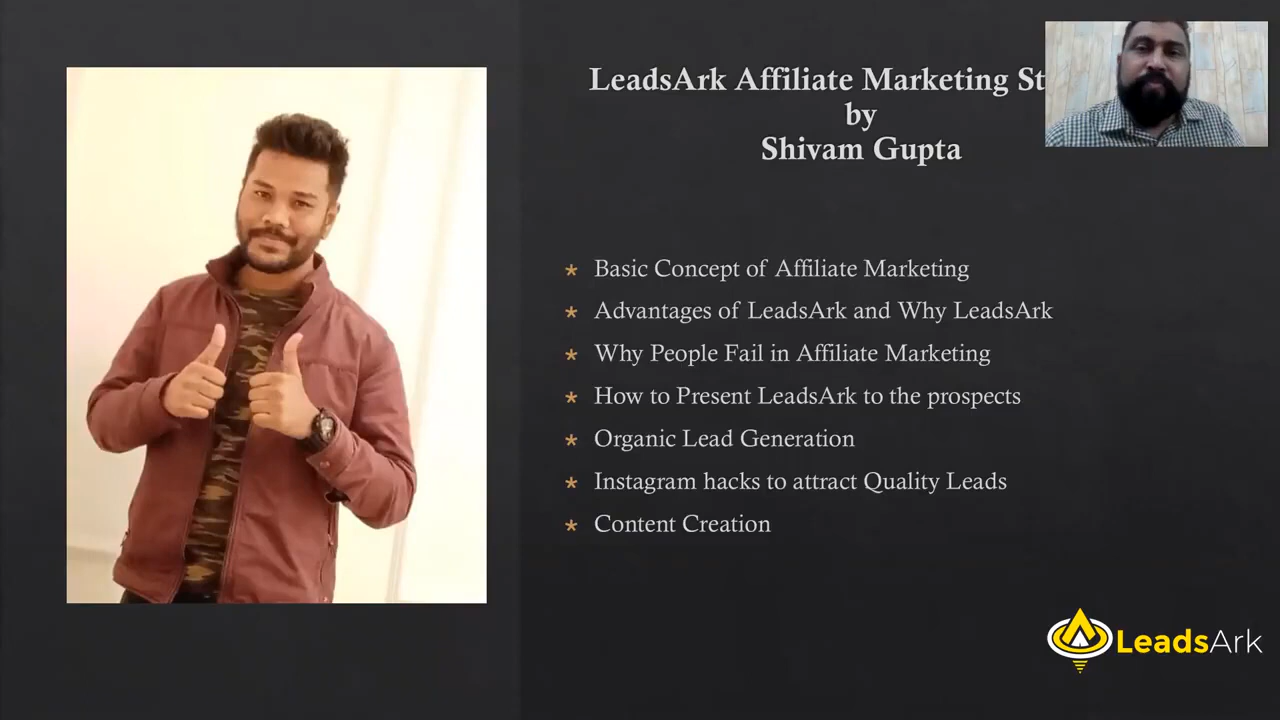 LeadsArk Affiliate Marketing St
by
Shivam Gupta
* Basic Concept of Affiliate Marketing
* Advantages of LeadsArk and Why LeadsArk
* Why People Fail in Affiliate Marketing
* How to Present LeadsArk to the prospects
* Organic Lead Generation
* Instagram hacks to attract Quality Leads
* Content Creation
LeadsArk